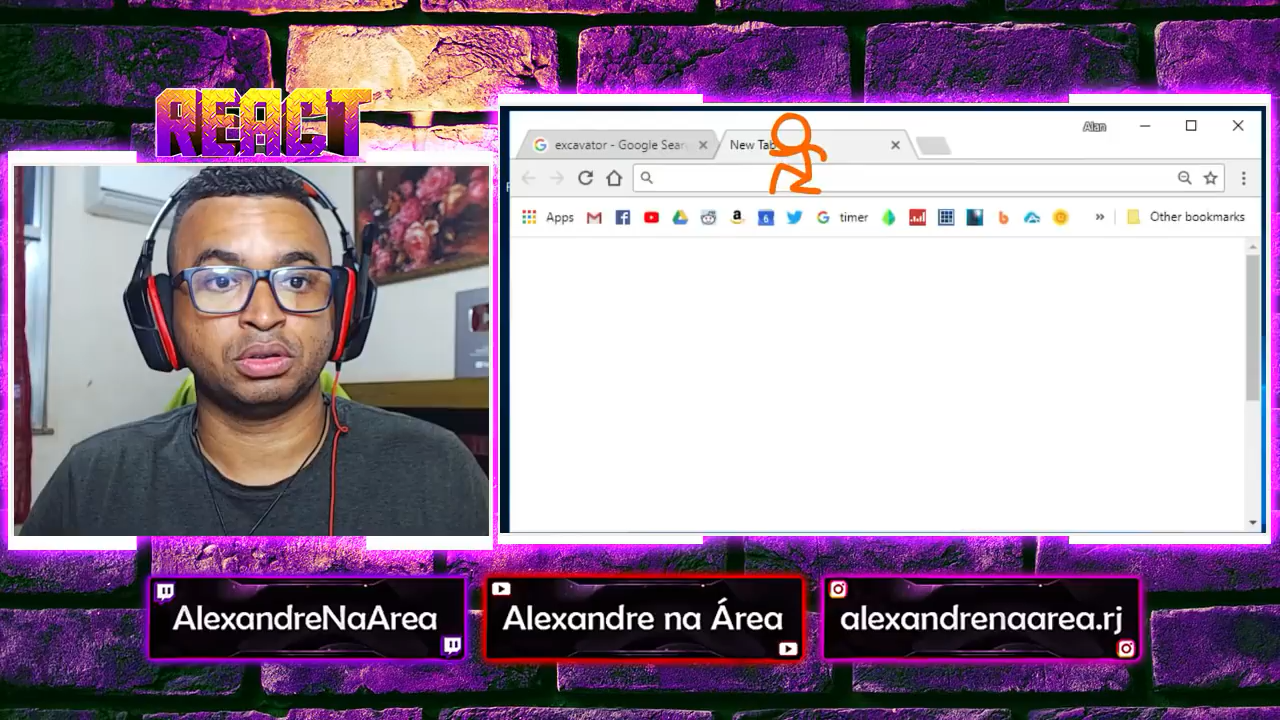 REACT
Alan
excavator - Google Sear
New Tab
Apps
timer
Other bookmarks
AlexandreNaArea
Alexandre na Área
alexandrenaarea.rj